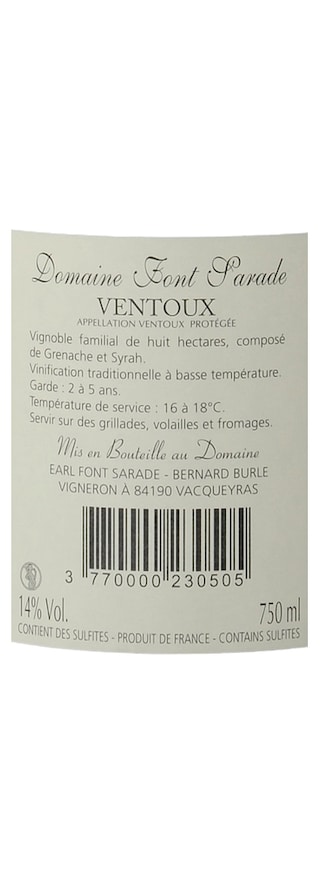 Domaine Font Sarade
VENTOUX
APPELLATION VENTOUX PROTÉGÉE
Vignoble familial de huit hectares, composé
de Grenache et Syrah.
Vinification traditionnelle à basse température.
Garde : 2 à 5 ans.
Température de service : 16 à 18°C.
Servir sur des grillades, volailles et fromages.
Mis en Bouteille au Domaine
EARL FONT SARADE - BERNARD BURLE
VIGNERON À 84190 VACQUEYRAS
3 770000 230505
14% Vol. 750 ml
CONTIENT DES SULFITES - PRODUIT DE FRANCE - CONTAINS SULFITES